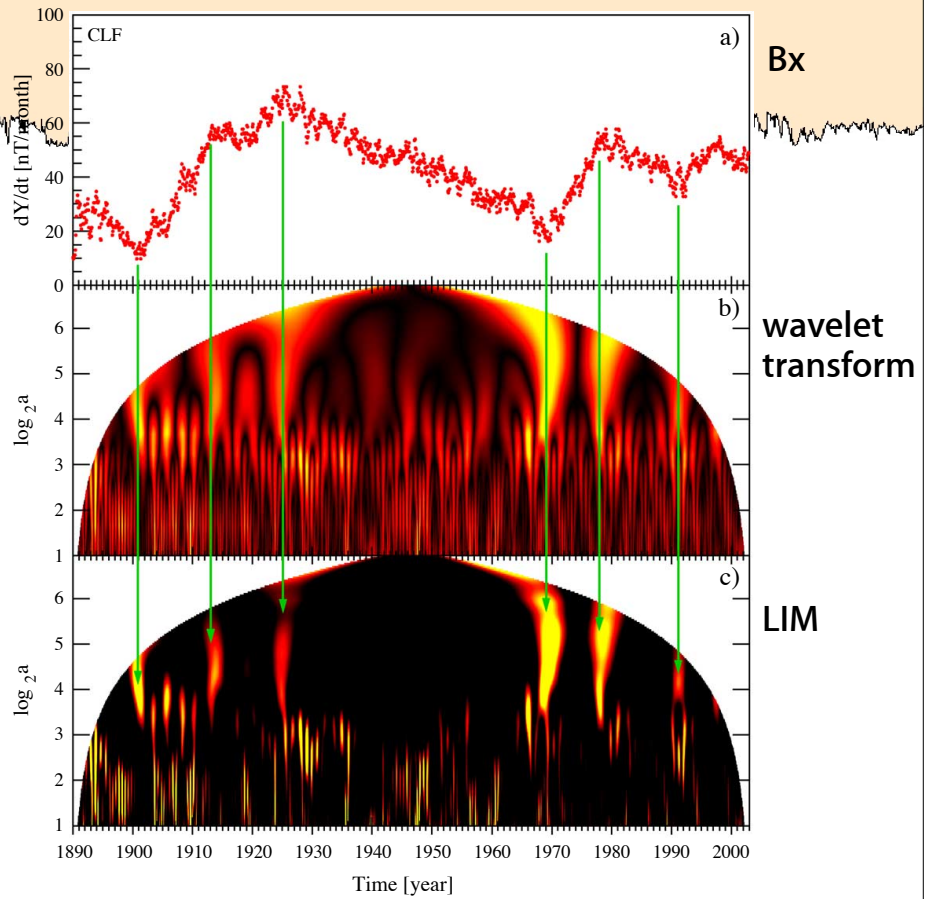 100
CLF
a)
Bx
80
60
40
20
0
dY/dt [nT/month]
b)
wavelet
transform
6
5
4
3
2
1
log 2a
c)
LIM
6
5
4
3
2
1
log 2a
1890 1900 1910 1920 1930 1940 1950 1960 1970 1980 1990 2000
Time [year]